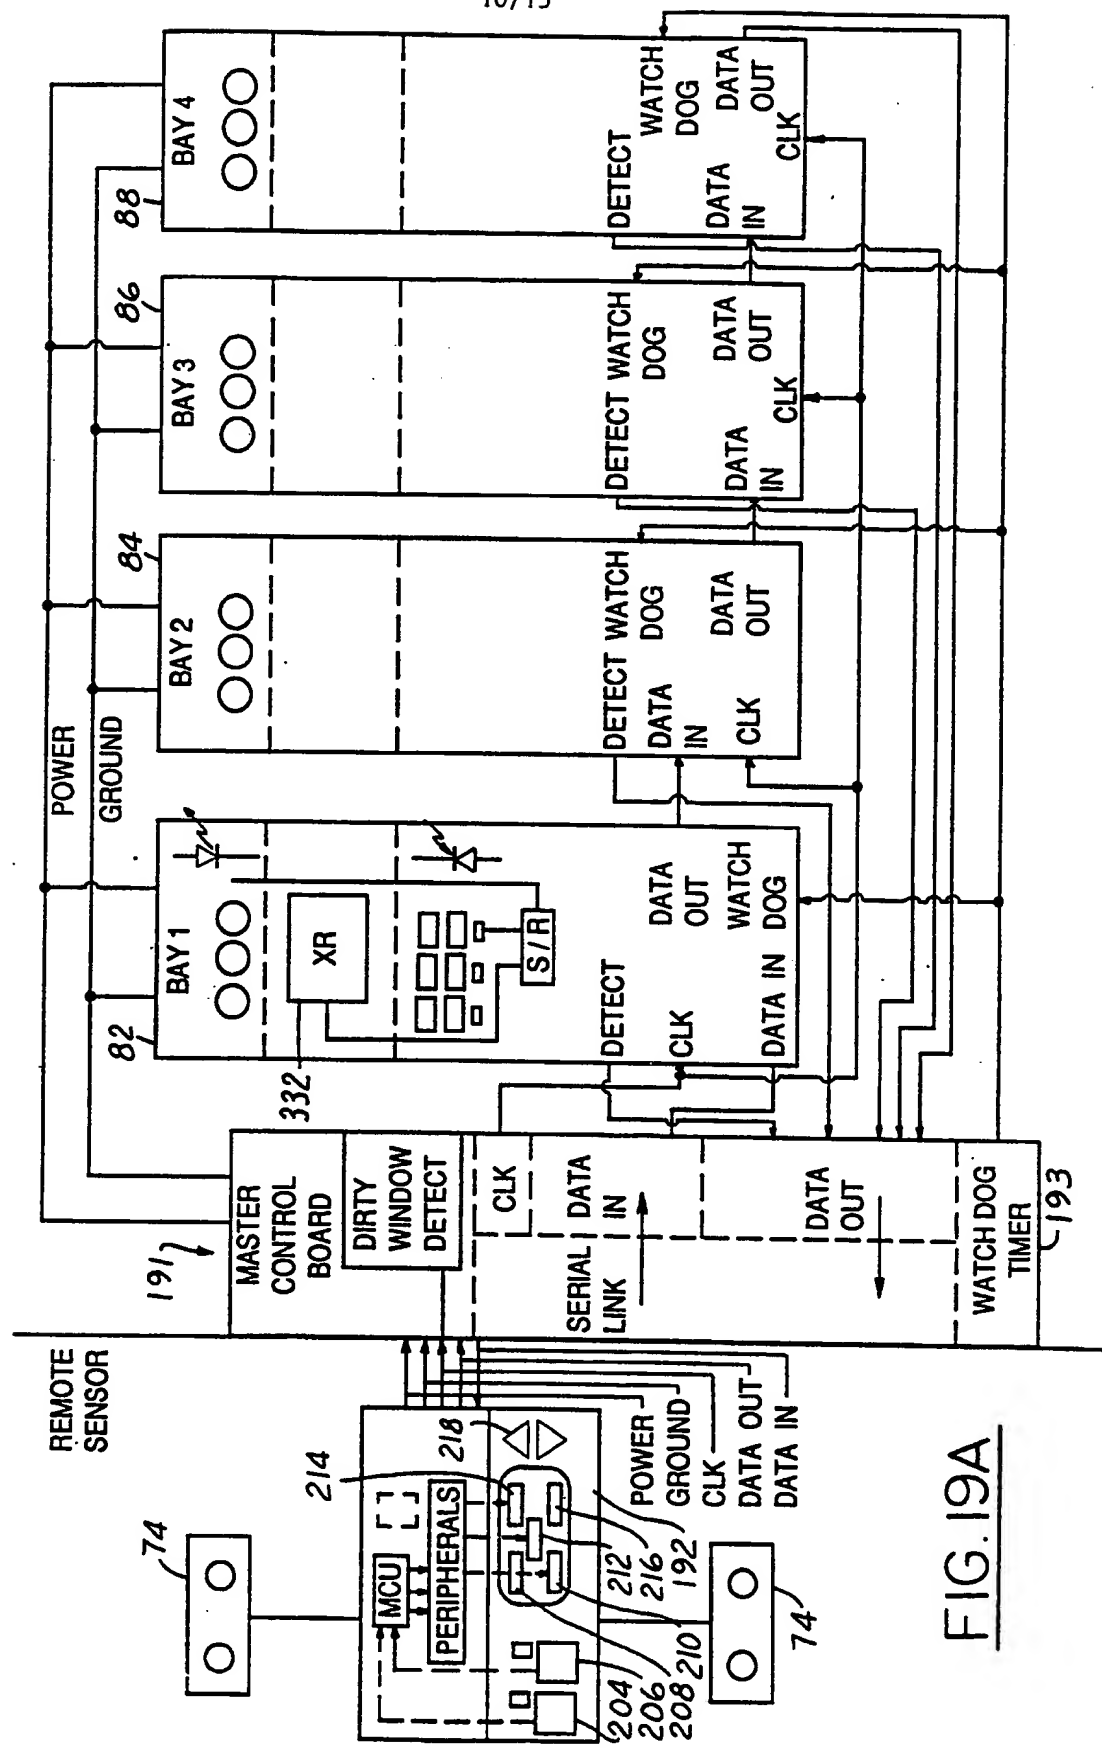 10/15
POWER
GROUND
82
BAY 1
XR
332
S/R
DETECT
CLK
DATA IN
DATA
OUT
WATCH
DOG
84
BAY 2
DETECT
DATA
IN
CLK
WATCH
DOG
DATA
OUT
86
BAY 3
DETECT
WATCH
DOG
DATA
IN
CLK
DATA
OUT
88
BAY 4
DETECT
WATCH
DOG
DATA
IN
CLK
DATA
OUT
191
MASTER
CONTROL
BOARD
DIRTY
WINDOW
DETECT
CLK
SERIAL
LINK
DATA
IN
DATA
OUT
WATCH DOG
TIMER
193
REMOTE
SENSOR
74
MCU
PERIPHERALS
214
218
POWER
GROUND
CLK
DATA OUT
DATA IN
204
206
208
210
212
216
192
74
FIG. 19A